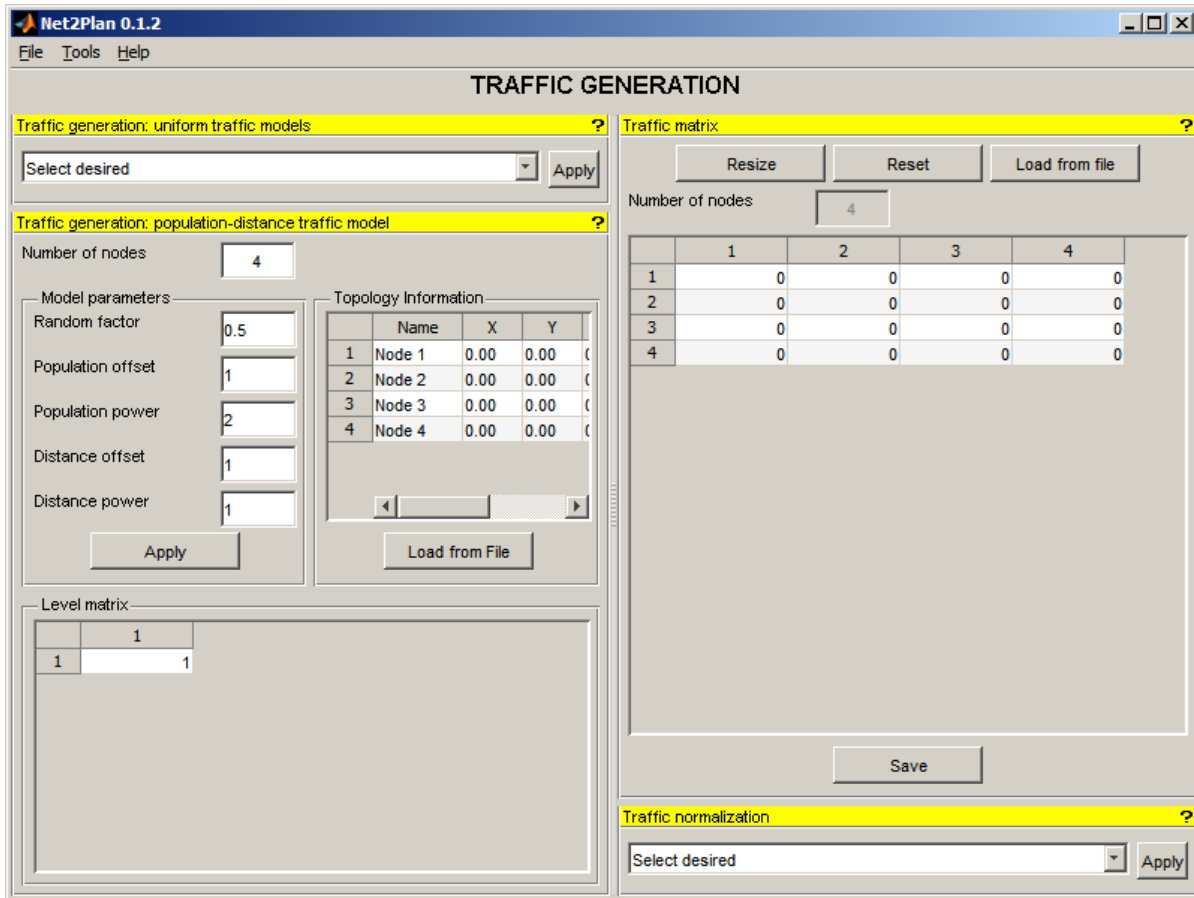 Net2Plan 0.1.2
File Tools Help
TRAFFIC GENERATION
Traffic generation: uniform traffic models ?
Select desired Apply
Traffic generation: population-distance traffic model ?
Number of nodes 4
Model parameters
Random factor 0.5
Population offset 1
Population power 2
Distance offset 1
Distance power 1
Apply
Topology Information
Name X Y
1 Node 1 0.00 0.00
2 Node 2 0.00 0.00
3 Node 3 0.00 0.00
4 Node 4 0.00 0.00
Load from File
Level matrix
1
1 1
Traffic matrix ?
Resize Reset Load from file
Number of nodes 4
1 2 3 4
1 0 0 0 0
2 0 0 0 0
3 0 0 0 0
4 0 0 0 0
Save
Traffic normalization ?
Select desired Apply